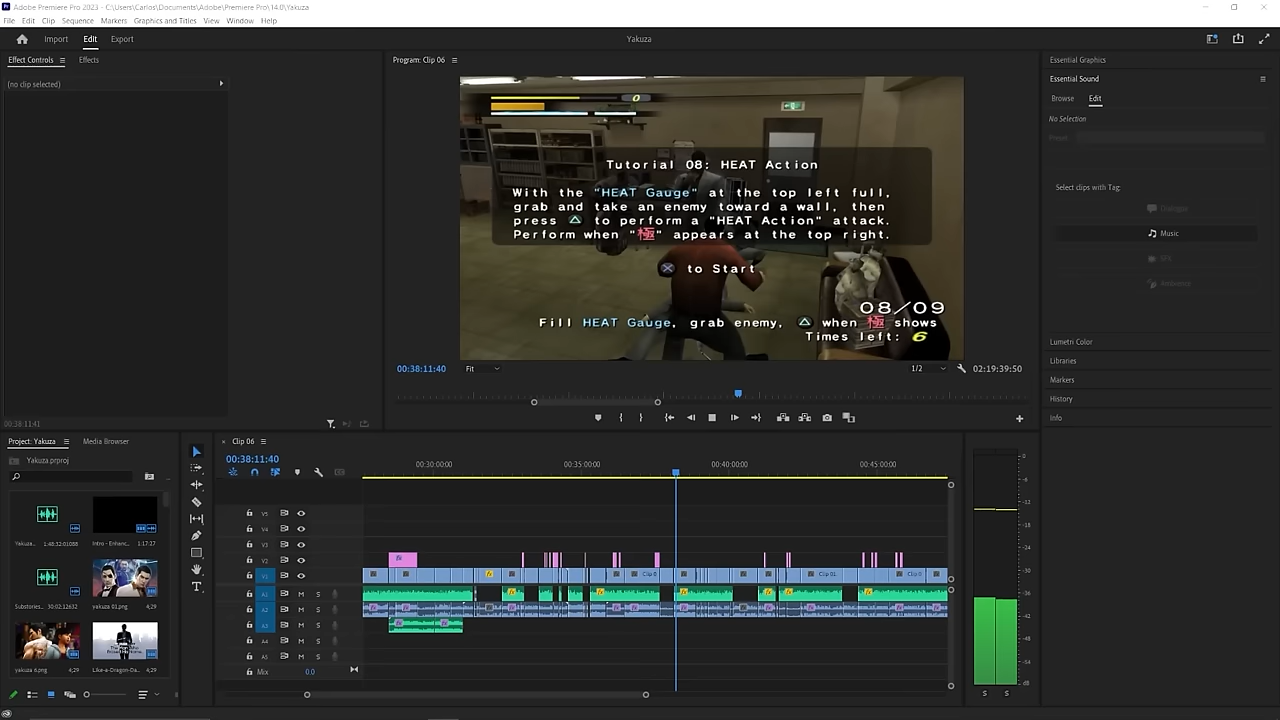 Adobe Premiere Pro 2023 - C:\Users\Carlos\Documents\Adobe\Premiere Pro\14.0\Yakuza
File Edit Clip Sequence Markers Graphics and Titles View Window Help
Import Edit Export
Yakuza
Effect Controls Effects
(no clip selected)
00:38:11:41
Program: Clip 06
0
Tutorial 08: HEAT Action
With the "HEAT Gauge" at the top left full,
grab and take an enemy toward a wall, then
press △ to perform a "HEAT Action" attack.
Perform when "極" appears at the top right.
to Start
08/09
Fill HEAT Gauge, grab enemy, △ when 極 shows
Times left: 6
00:38:11:40
Fit
1/2
02:19:39:50
Essential Graphics
Essential Sound
Browse Edit
No Selection
Preset
Select clips with Tag:
Dialogue
Music
SFX
Ambience
Lumetri Color
Libraries
Markers
History
Info
Project: Yakuza Media Browser
Yakuza.prproj
Yakuza... 1:48:32:01088
Intro - Enhanc... 1:17:27
Substories... 30:02:12632
yakuza 01.png 4;29
yakuza 6.png 4;29
Like-a-Dragon-Da... 4;29
Clip 06
00:38:11:40
00:30:00:00 00:35:00:00 00:40:00:00 00:45:00:00
V5
V4
V3
V2
V1
Clip 0
Clip 01
Clip 0
A1 M S
A2 M S
A3 M S
A4 M S
A5 M S
Mix 0.0
0
-6
-12
-18
-24
-30
-36
-42
-48
-54
dB
S S